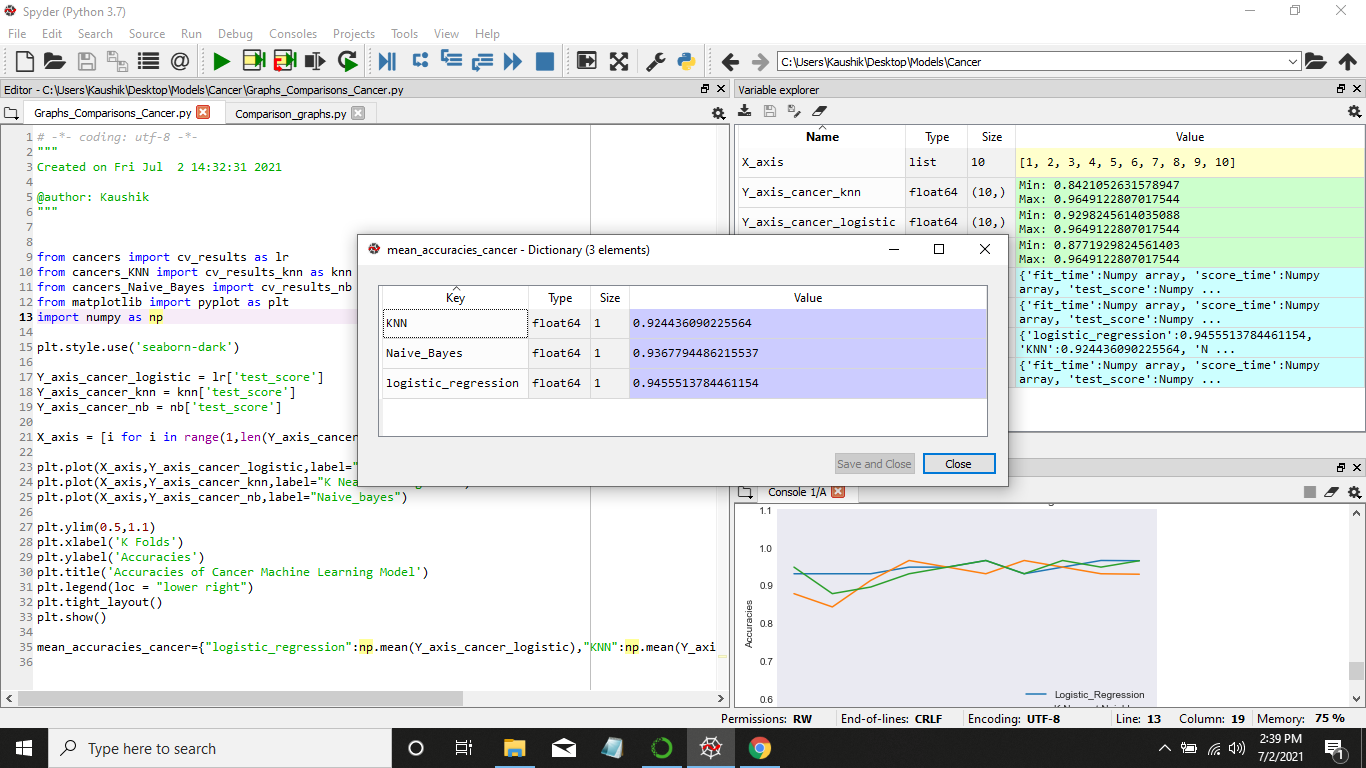 Spyder (Python 3.7)
File Edit Search Source Run Debug Consoles Projects Tools View Help
C:\Users\Kaushik\Desktop\Models\Cancer
Editor - C:\Users\Kaushik\Desktop\Models\Cancer\Graphs_Comparisons_Cancer.py
Graphs_Comparisons_Cancer.py Comparison_graphs.py
1 # -*- coding: utf-8 -*-
2 """
3 Created on Fri Jul  2 14:32:31 2021
4
5 @author: Kaushik
6 """
7
8
9 from cancers import cv_results as lr
10 from cancers_KNN import cv_results_knn as knn
11 from cancers_Naive_Bayes import cv_results_nb
12 from matplotlib import pyplot as plt
13 import numpy as np
14
15 plt.style.use('seaborn-dark')
16
17 Y_axis_cancer_logistic = lr['test_score']
18 Y_axis_cancer_knn = knn['test_score']
19 Y_axis_cancer_nb = nb['test_score']
20
21 X_axis = [i for i in range(1,len(Y_axis_cancer
22
23 plt.plot(X_axis,Y_axis_cancer_logistic,label="
24 plt.plot(X_axis,Y_axis_cancer_knn,label="K Nea
25 plt.plot(X_axis,Y_axis_cancer_nb,label="Naive_bayes")
26
27 plt.ylim(0.5,1.1)
28 plt.xlabel('K Folds')
29 plt.ylabel('Accuracies')
30 plt.title('Accuracies of Cancer Machine Learning Model')
31 plt.legend(loc = "lower right")
32 plt.tight_layout()
33 plt.show()
34
35 mean_accuracies_cancer={"logistic_regression":np.mean(Y_axis_cancer_logistic),"KNN":np.mean(Y_axi
36
Variable explorer
Name Type Size Value
X_axis list 10 [1, 2, 3, 4, 5, 6, 7, 8, 9, 10]
Y_axis_cancer_knn float64 (10,) Min: 0.8421052631578947
Max: 0.9649122807017544
Y_axis_cancer_logistic float64 (10,) Min: 0.9298245614035088
Max: 0.9649122807017544
Min: 0.8771929824561403
Max: 0.9649122807017544
{'fit_time':Numpy array, 'score_time':Numpy
array, 'test_score':Numpy ...
{'fit_time':Numpy array, 'score_time':Numpy
array, 'test_score':Numpy ...
{'logistic_regression':0.9455513784461154,
'KNN':0.924436090225564, 'N ...
{'fit_time':Numpy array, 'score_time':Numpy
array, 'test_score':Numpy ...
mean_accuracies_cancer - Dictionary (3 elements)
Key Type Size Value
KNN float64 1 0.924436090225564
Naive_Bayes float64 1 0.9367794486215537
logistic_regression float64 1 0.9455513784461154
Save and Close Close
Console 1/A
1.1
1.0
0.9
0.8
0.7
0.6
Accuracies
Logistic_Regression
Permissions: RW End-of-lines: CRLF Encoding: UTF-8 Line: 13 Column: 19 Memory: 75 %
Type here to search
2:39 PM
7/2/2021
1